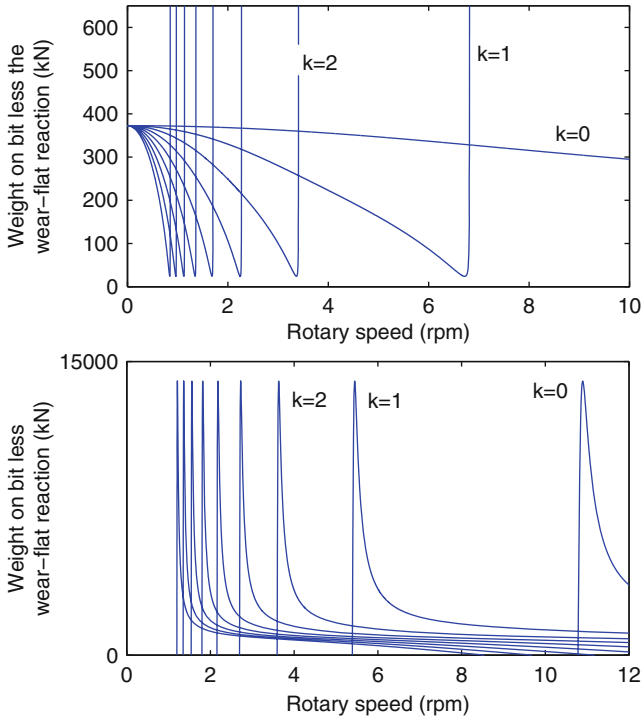 Weight on bit less the
wear-flat reaction (kN)
600
500
400
300
200
100
0
k=2
k=1
k=0
0
2
4
6
8
10
Rotary speed (rpm)
Weight on bit less
wear-flat reaction (kN)
15000
0
k=2
k=1
k=0
0
2
4
6
8
10
12
Rotary speed (rpm)